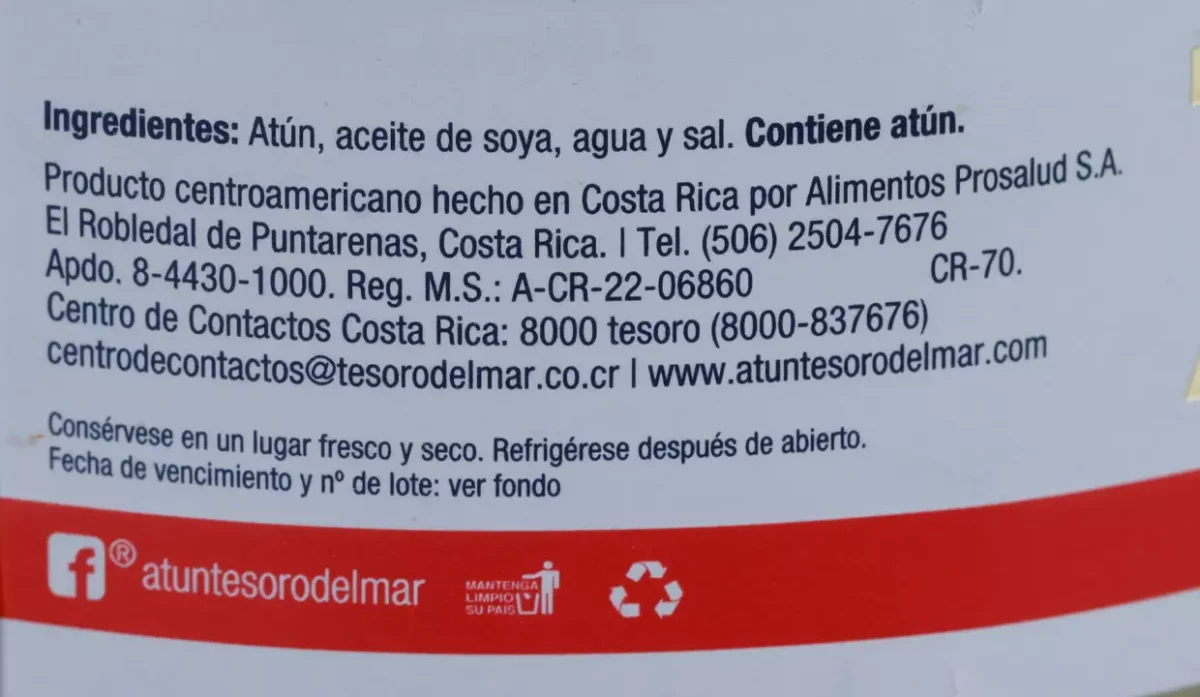 Ingredientes: Atún, aceite de soya, agua y sal. Contiene atún.
Producto centroamericano hecho en Costa Rica por Alimentos Prosalud S.A.
El Robledal de Puntarenas, Costa Rica. | Tel. (506) 2504-7676
Apdo. 8-4430-1000. Reg. M.S.: A-CR-22-06860 CR-70.
Centro de Contactos Costa Rica: 8000 tesoro (8000-837676)
centrodecontactos@tesorodelmar.co.cr | www.atuntesorodelmar.com
Consérvese en un lugar fresco y seco. Refrigérese después de abierto.
Fecha de vencimiento y nº de lote: ver fondo
f® atuntesorodelmar
MANTENGA
LIMPIO
SU PAIS